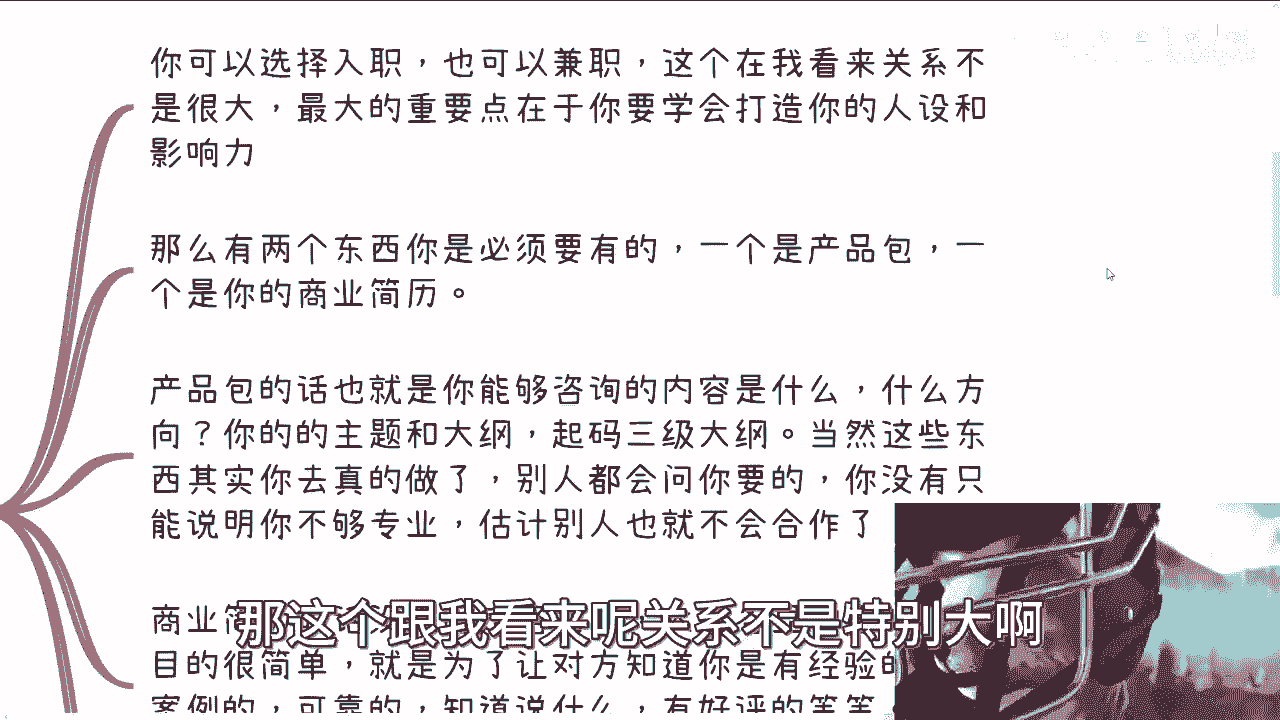 你可以选择入职，也可以兼职，这个在我看来关系不
是很大，最大的重要点在于你要学会打造你的人设和
影响力
那么有两个东西你是必须要有的，一个是产品包，一
个是你的商业简历。
产品包的话也就是你能够咨询的内容是什么，什么方
向？你的的主题和大纲，起码三级大纲。当然这些东
西其实你去真的做了，别人都会问你要的，你没有只
能说明你不够专业，估计别人也就不会合作了
商业简
那这个跟我看来呢关系不是特别大啊
目的很简单，就是为了让对方知道你是有经验的
案例的，可靠的，知道说什么，有好评的等等